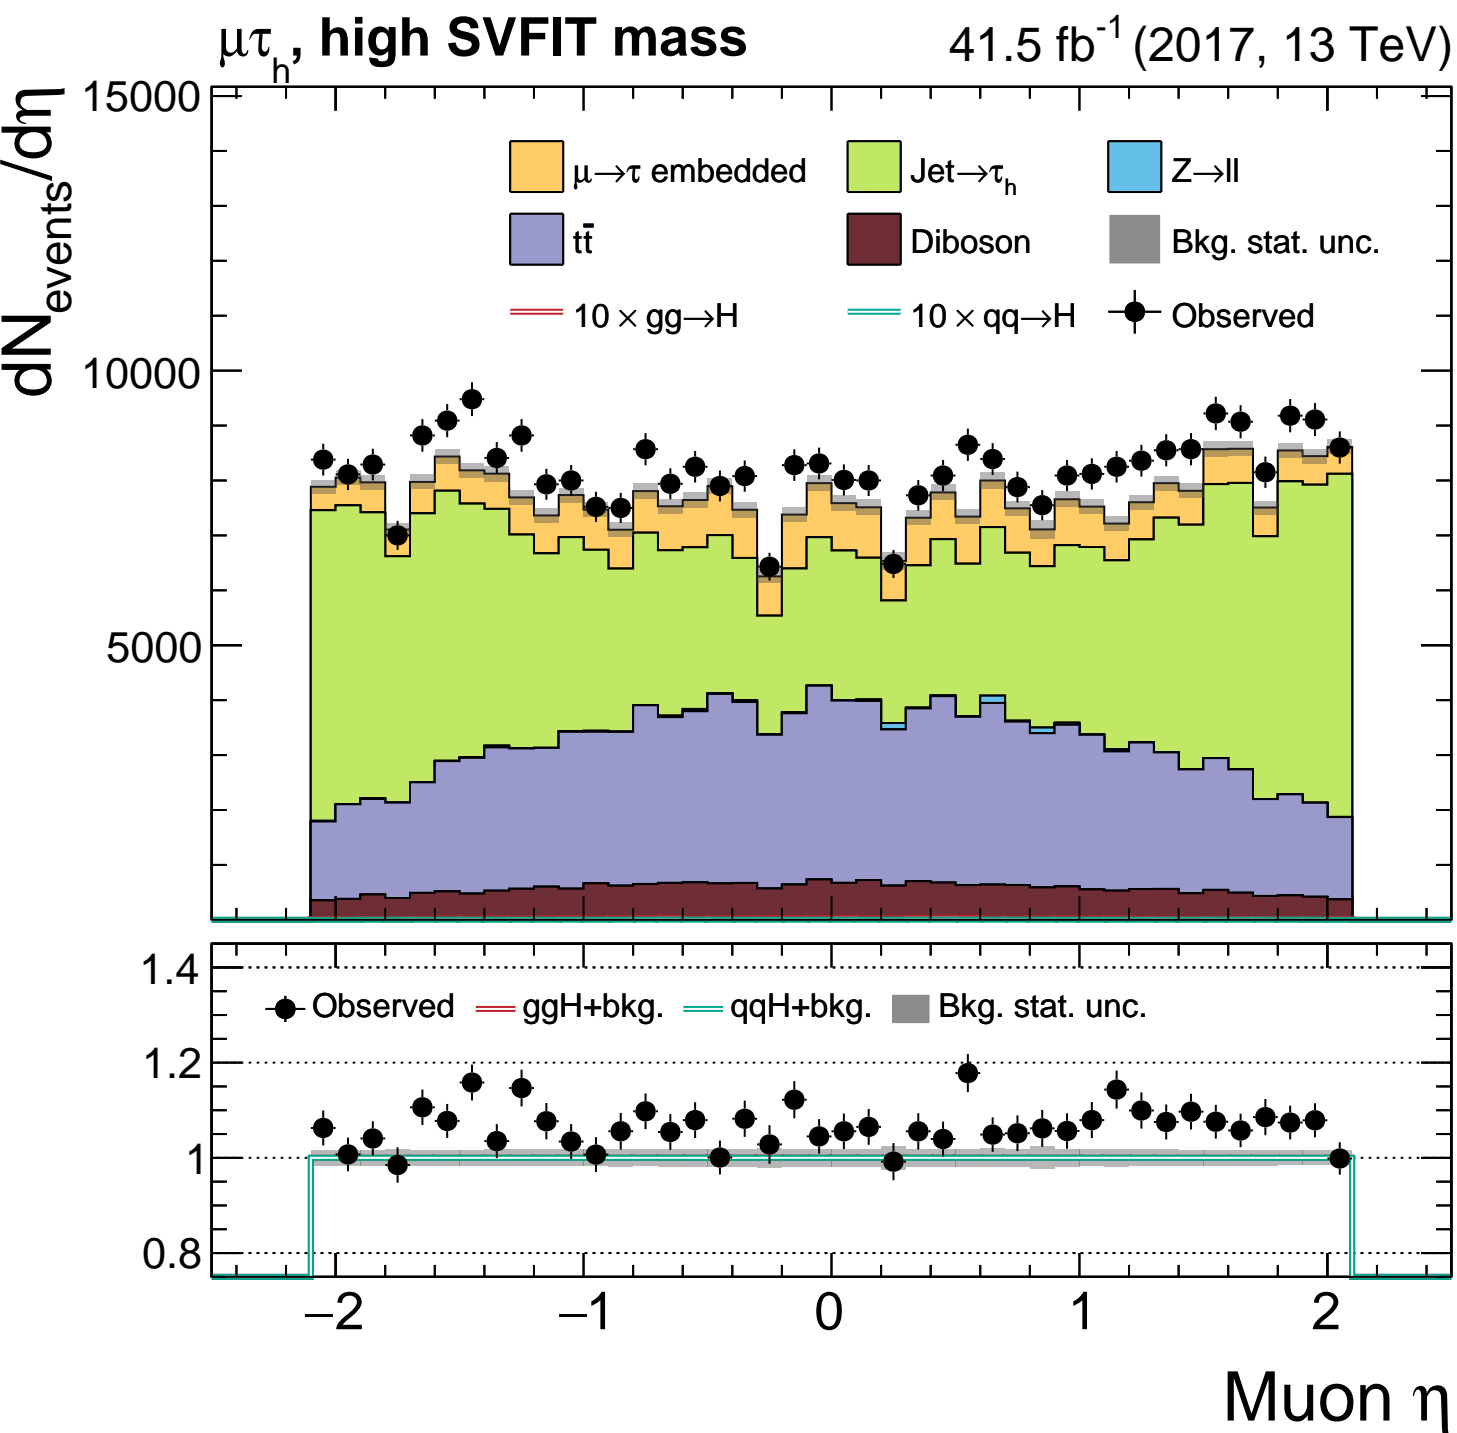 μτh, high SVFIT mass 41.5 fb-1 (2017, 13 TeV)
dNevents/dη
15000
10000
5000
μ→τ embedded Jet→τh Z→ll
tt̄ Diboson Bkg. stat. unc.
10 × gg→H 10 × qq→H Observed
1.4
1.2
1
0.8
Observed ggH+bkg. qqH+bkg. Bkg. stat. unc.
−2 −1 0 1 2
Muon η